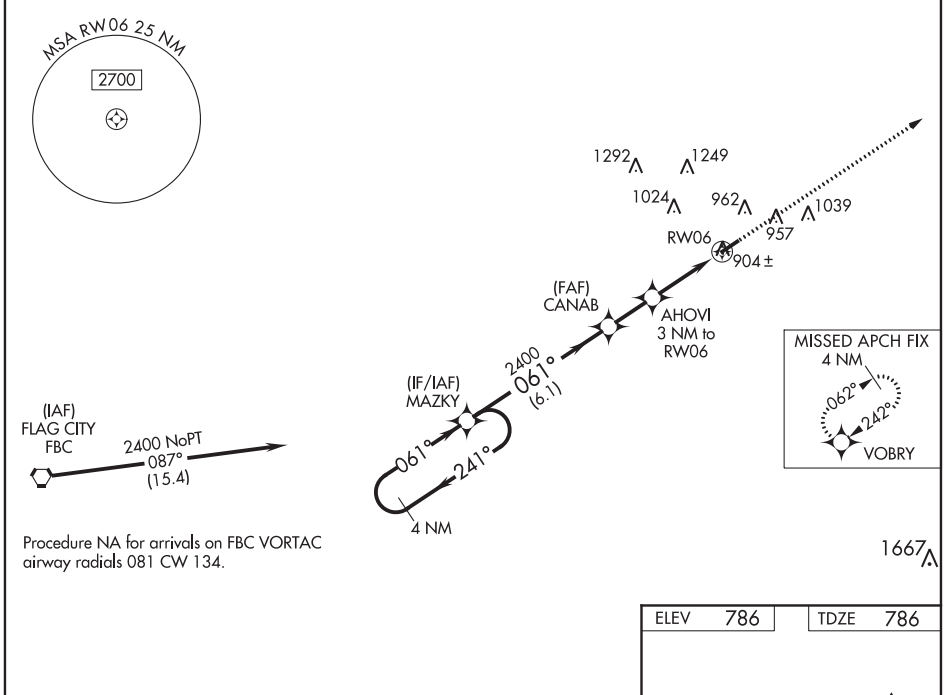 MSA RW06 25 NM
2700
1292
1249
1024
962
957
1039
RW06
904±
(FAF)
CANAB
AHOVI
3 NM to
RW06
MISSED APCH FIX
4 NM
062°
242°
VOBRY
2400
061°
(6.1)
(IF/IAF)
MAZKY
061°
241°
4 NM
(IAF)
FLAG CITY
FBC
2400 NoPT
087°
(15.4)
Procedure NA for arrivals on FBC VORTAC
airway radials 081 CW 134.
1667
ELEV 786
TDZE 786